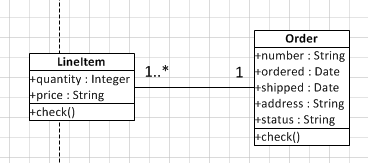 LineItem
+quantity : Integer
+price : String
+check()
1..*
1
Order
+number : String
+ordered : Date
+shipped : Date
+address : String
+status : String
+check()